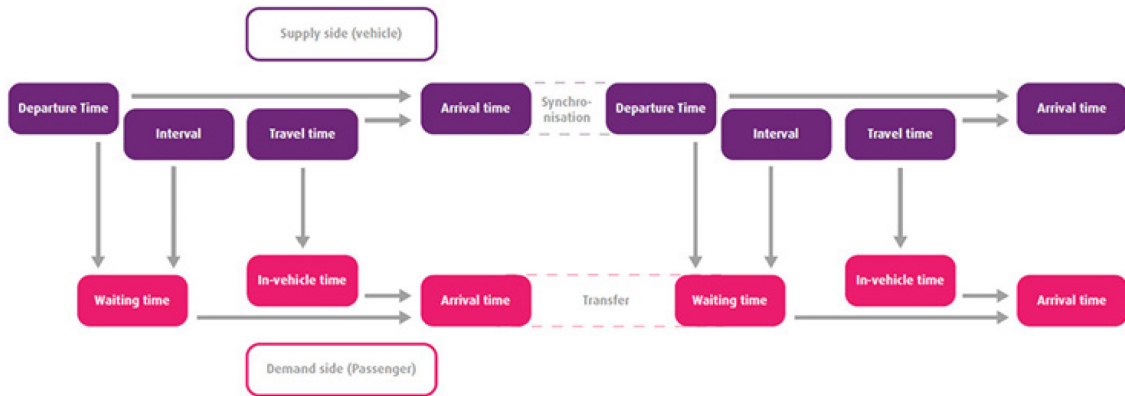 Supply side (vehicle)
Departure Time
Interval
Travel time
Arrival time
Synchro-
nisation
Departure Time
Interval
Travel time
Arrival time
Waiting time
In-vehicle time
Arrival time
Transfer
Waiting time
In-vehicle time
Arrival time
Demand side (Passenger)